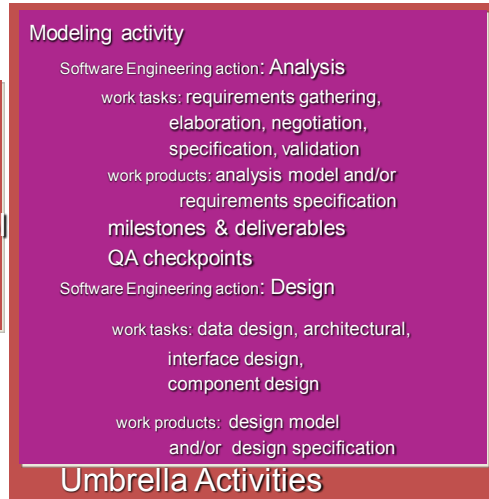 Modeling activity
Software Engineering action: Analysis
work tasks: requirements gathering,
elaboration, negotiation,
specification, validation
work products: analysis model and/or
requirements specification
milestones & deliverables
QA checkpoints
Software Engineering action: Design
work tasks: data design, architectural,
interface design,
component design
work products: design model
and/or design specification
Umbrella Activities